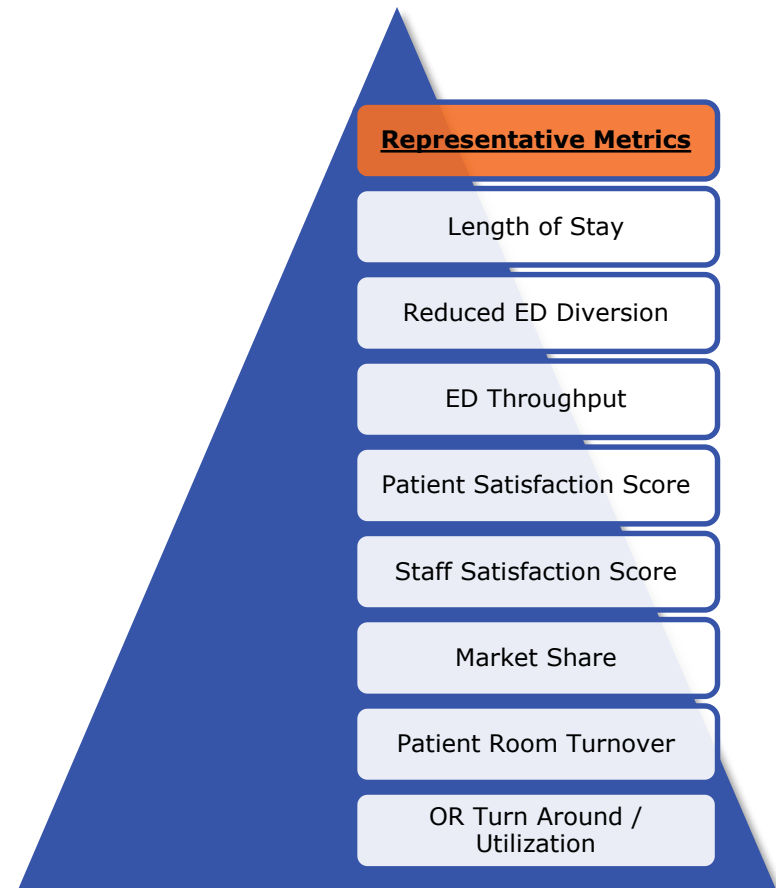 Representative Metrics
Length of Stay
Reduced ED Diversion
ED Throughput
Patient Satisfaction Score
Staff Satisfaction Score
Market Share
Patient Room Turnover
OR Turn Around /
Utilization